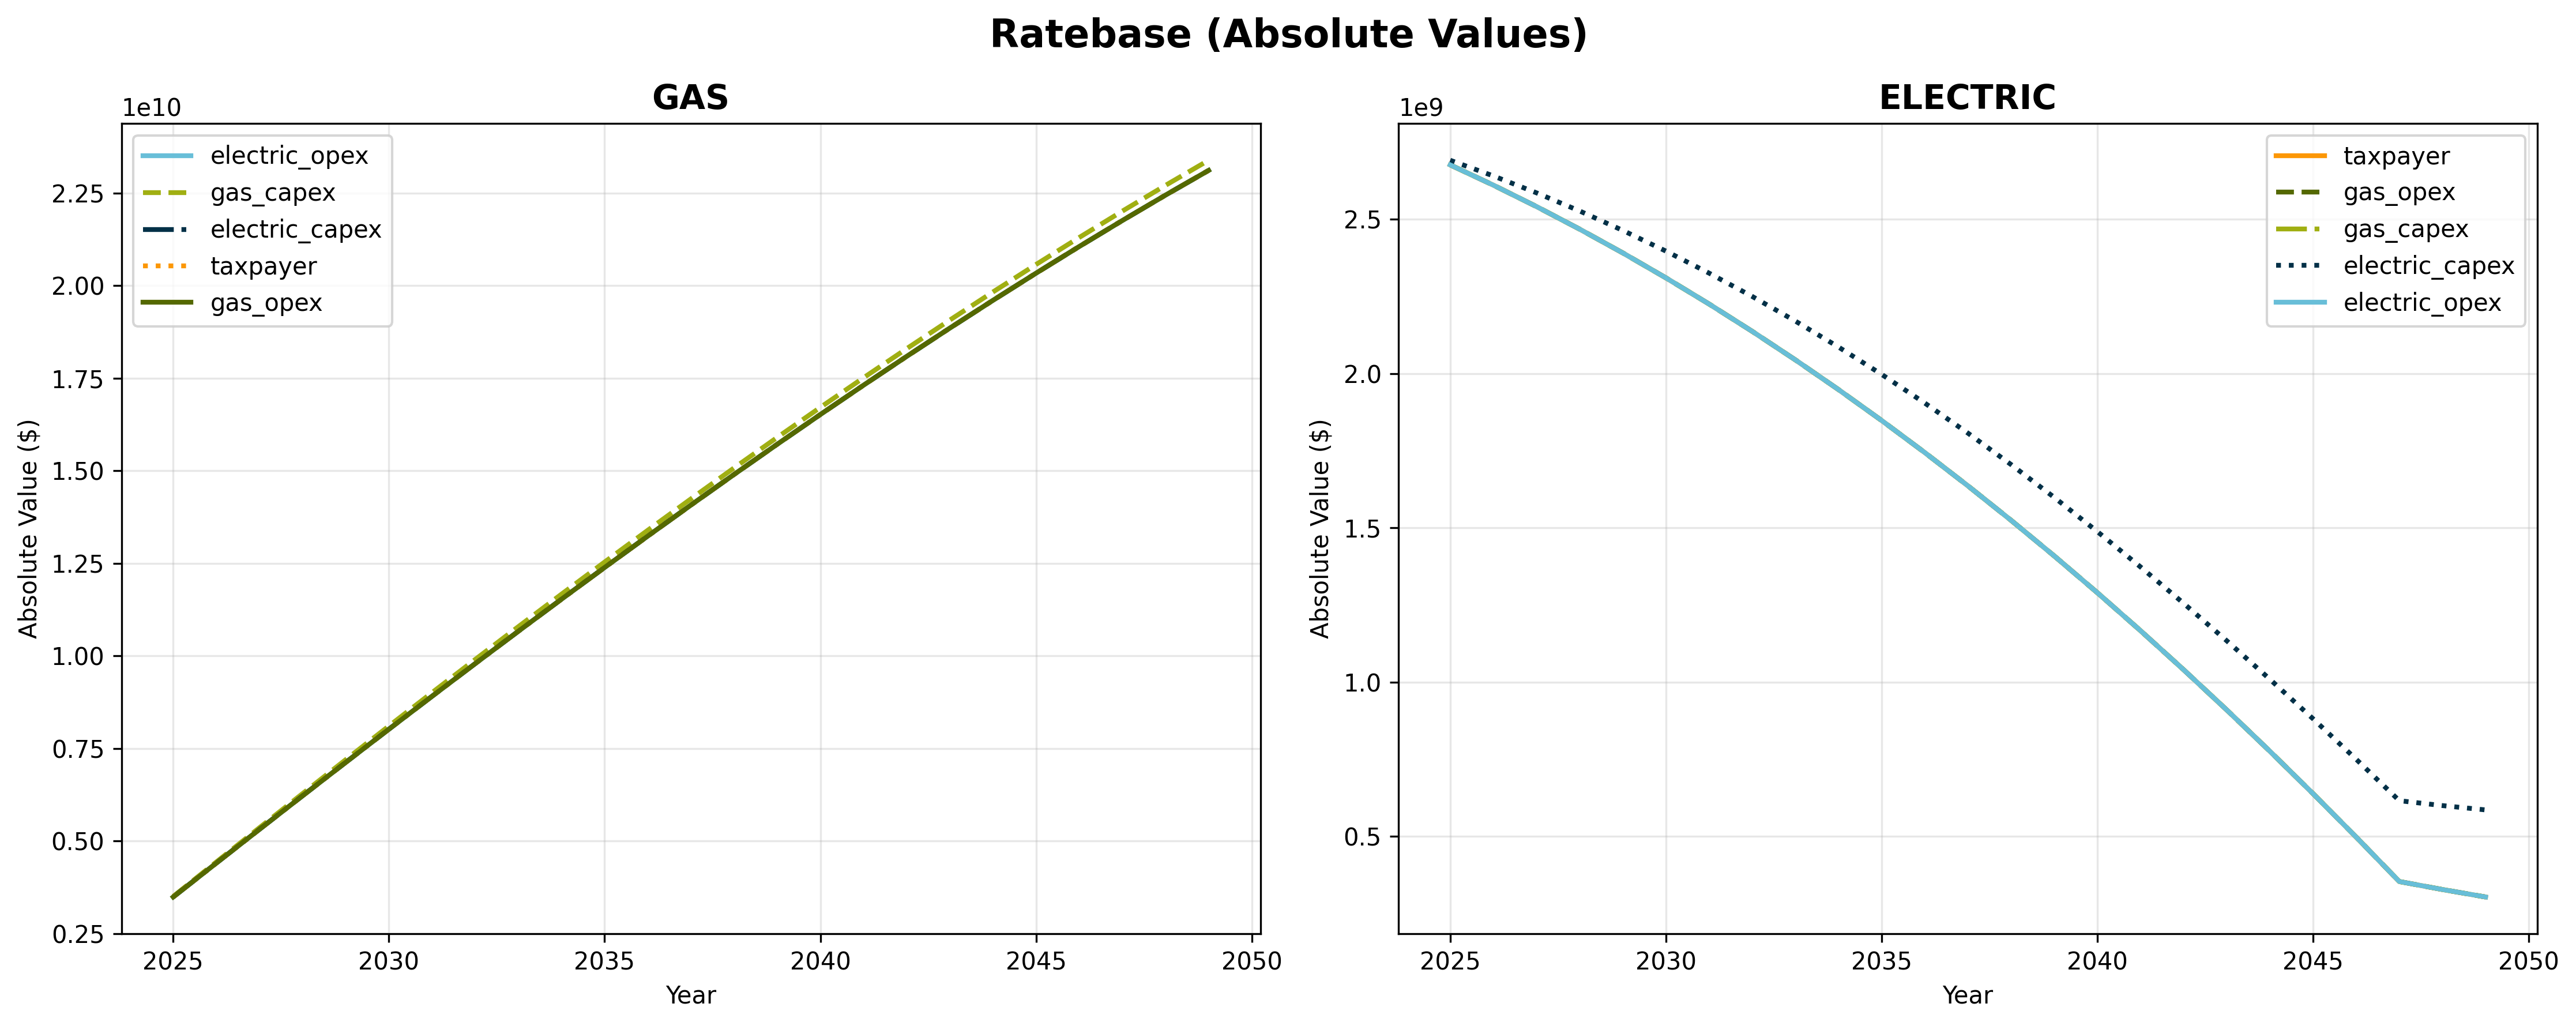 Ratebase (Absolute Values)
GAS
1e10
electric_opex
gas_capex
electric_capex
taxpayer
gas_opex
2.25
2.00
1.75
1.50
1.25
1.00
0.75
0.50
0.25
Absolute Value ($)
2025 2030 2035 2040 2045 2050
Year
ELECTRIC
1e9
taxpayer
gas_opex
gas_capex
electric_capex
electric_opex
2.5
2.0
1.5
1.0
0.5
Absolute Value ($)
2025 2030 2035 2040 2045 2050
Year